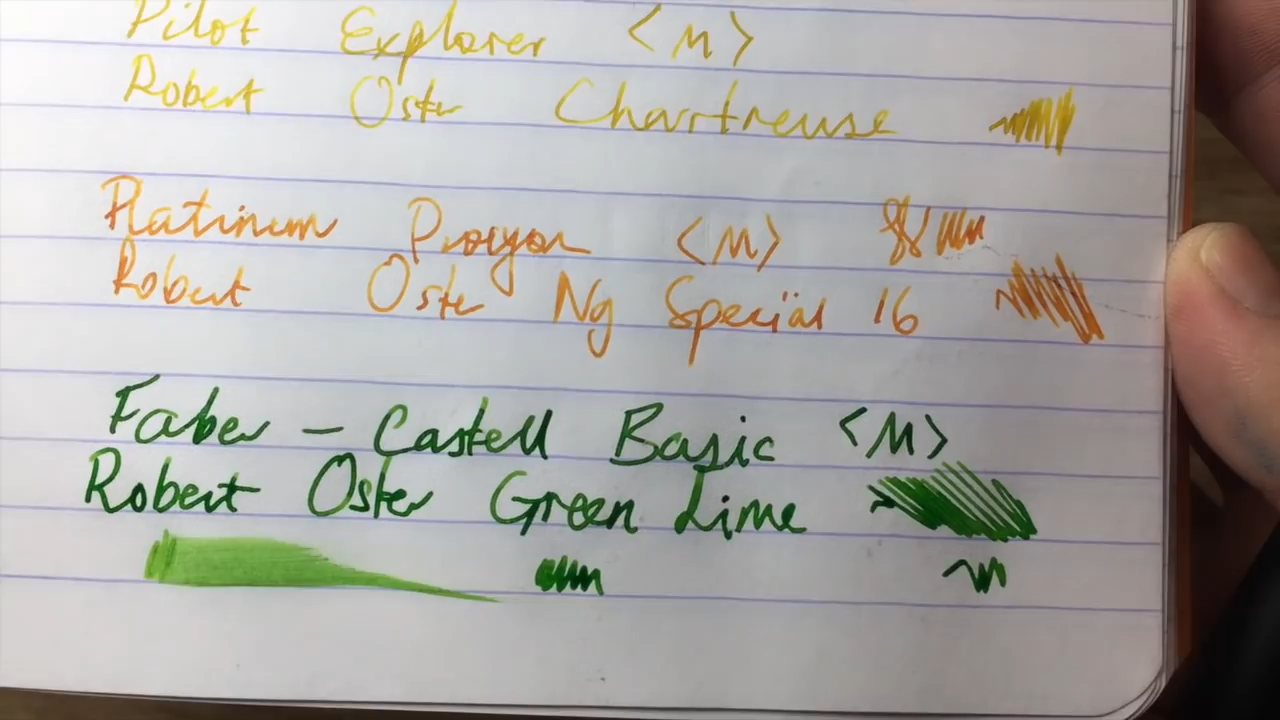 Pilot Explorer <M>
Robert Oster Chartreuse
Platinum Procyon <M>
Robert Oster Ng Special 16
Faber - Castell Basic <M>
Robert Oster Green Lime